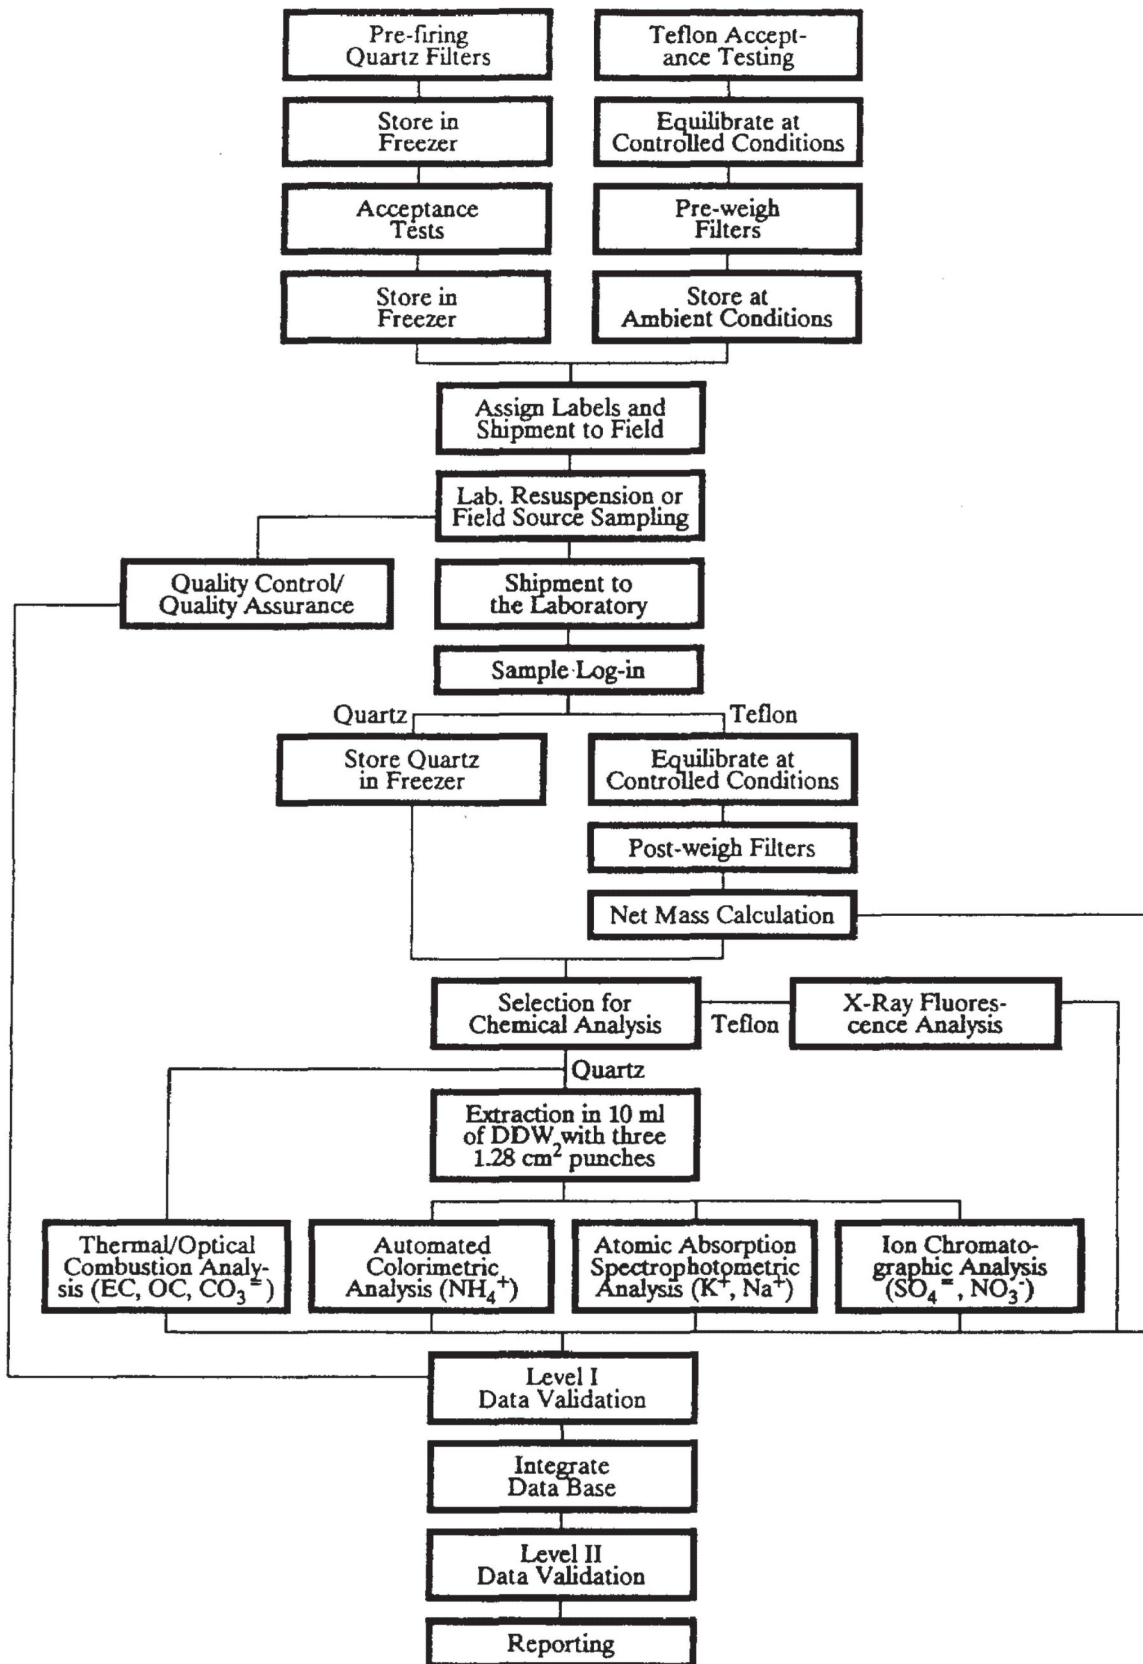 Pre-firing
Quartz Filters
Teflon Accept-
ance Testing
Store in
Freezer
Equilibrate at
Controlled Conditions
Acceptance
Tests
Pre-weigh
Filters
Store in
Freezer
Store at
Ambient Conditions
Assign Labels and
Shipment to Field
Lab. Resuspension or
Field Source Sampling
Quality Control/
Quality Assurance
Shipment to
the Laboratory
Sample Log-in
Quartz
Teflon
Store Quartz
in Freezer
Equilibrate at
Controlled Conditions
Post-weigh Filters
Net Mass Calculation
Selection for
Chemical Analysis
Teflon
X-Ray Fluores-
cence Analysis
Quartz
Extraction in 10 ml
of DDW with three
1.28 cm² punches
Thermal/Optical
Combustion Analy-
sis (EC, OC, CO₃⁼)
Automated
Colorimetric
Analysis (NH₄⁺)
Atomic Absorption
Spectrophotometric
Analysis (K⁺, Na⁺)
Ion Chromato-
graphic Analysis
(SO₄⁼, NO₃⁻)
Level I
Data Validation
Integrate
Data Base
Level II
Data Validation
Reporting